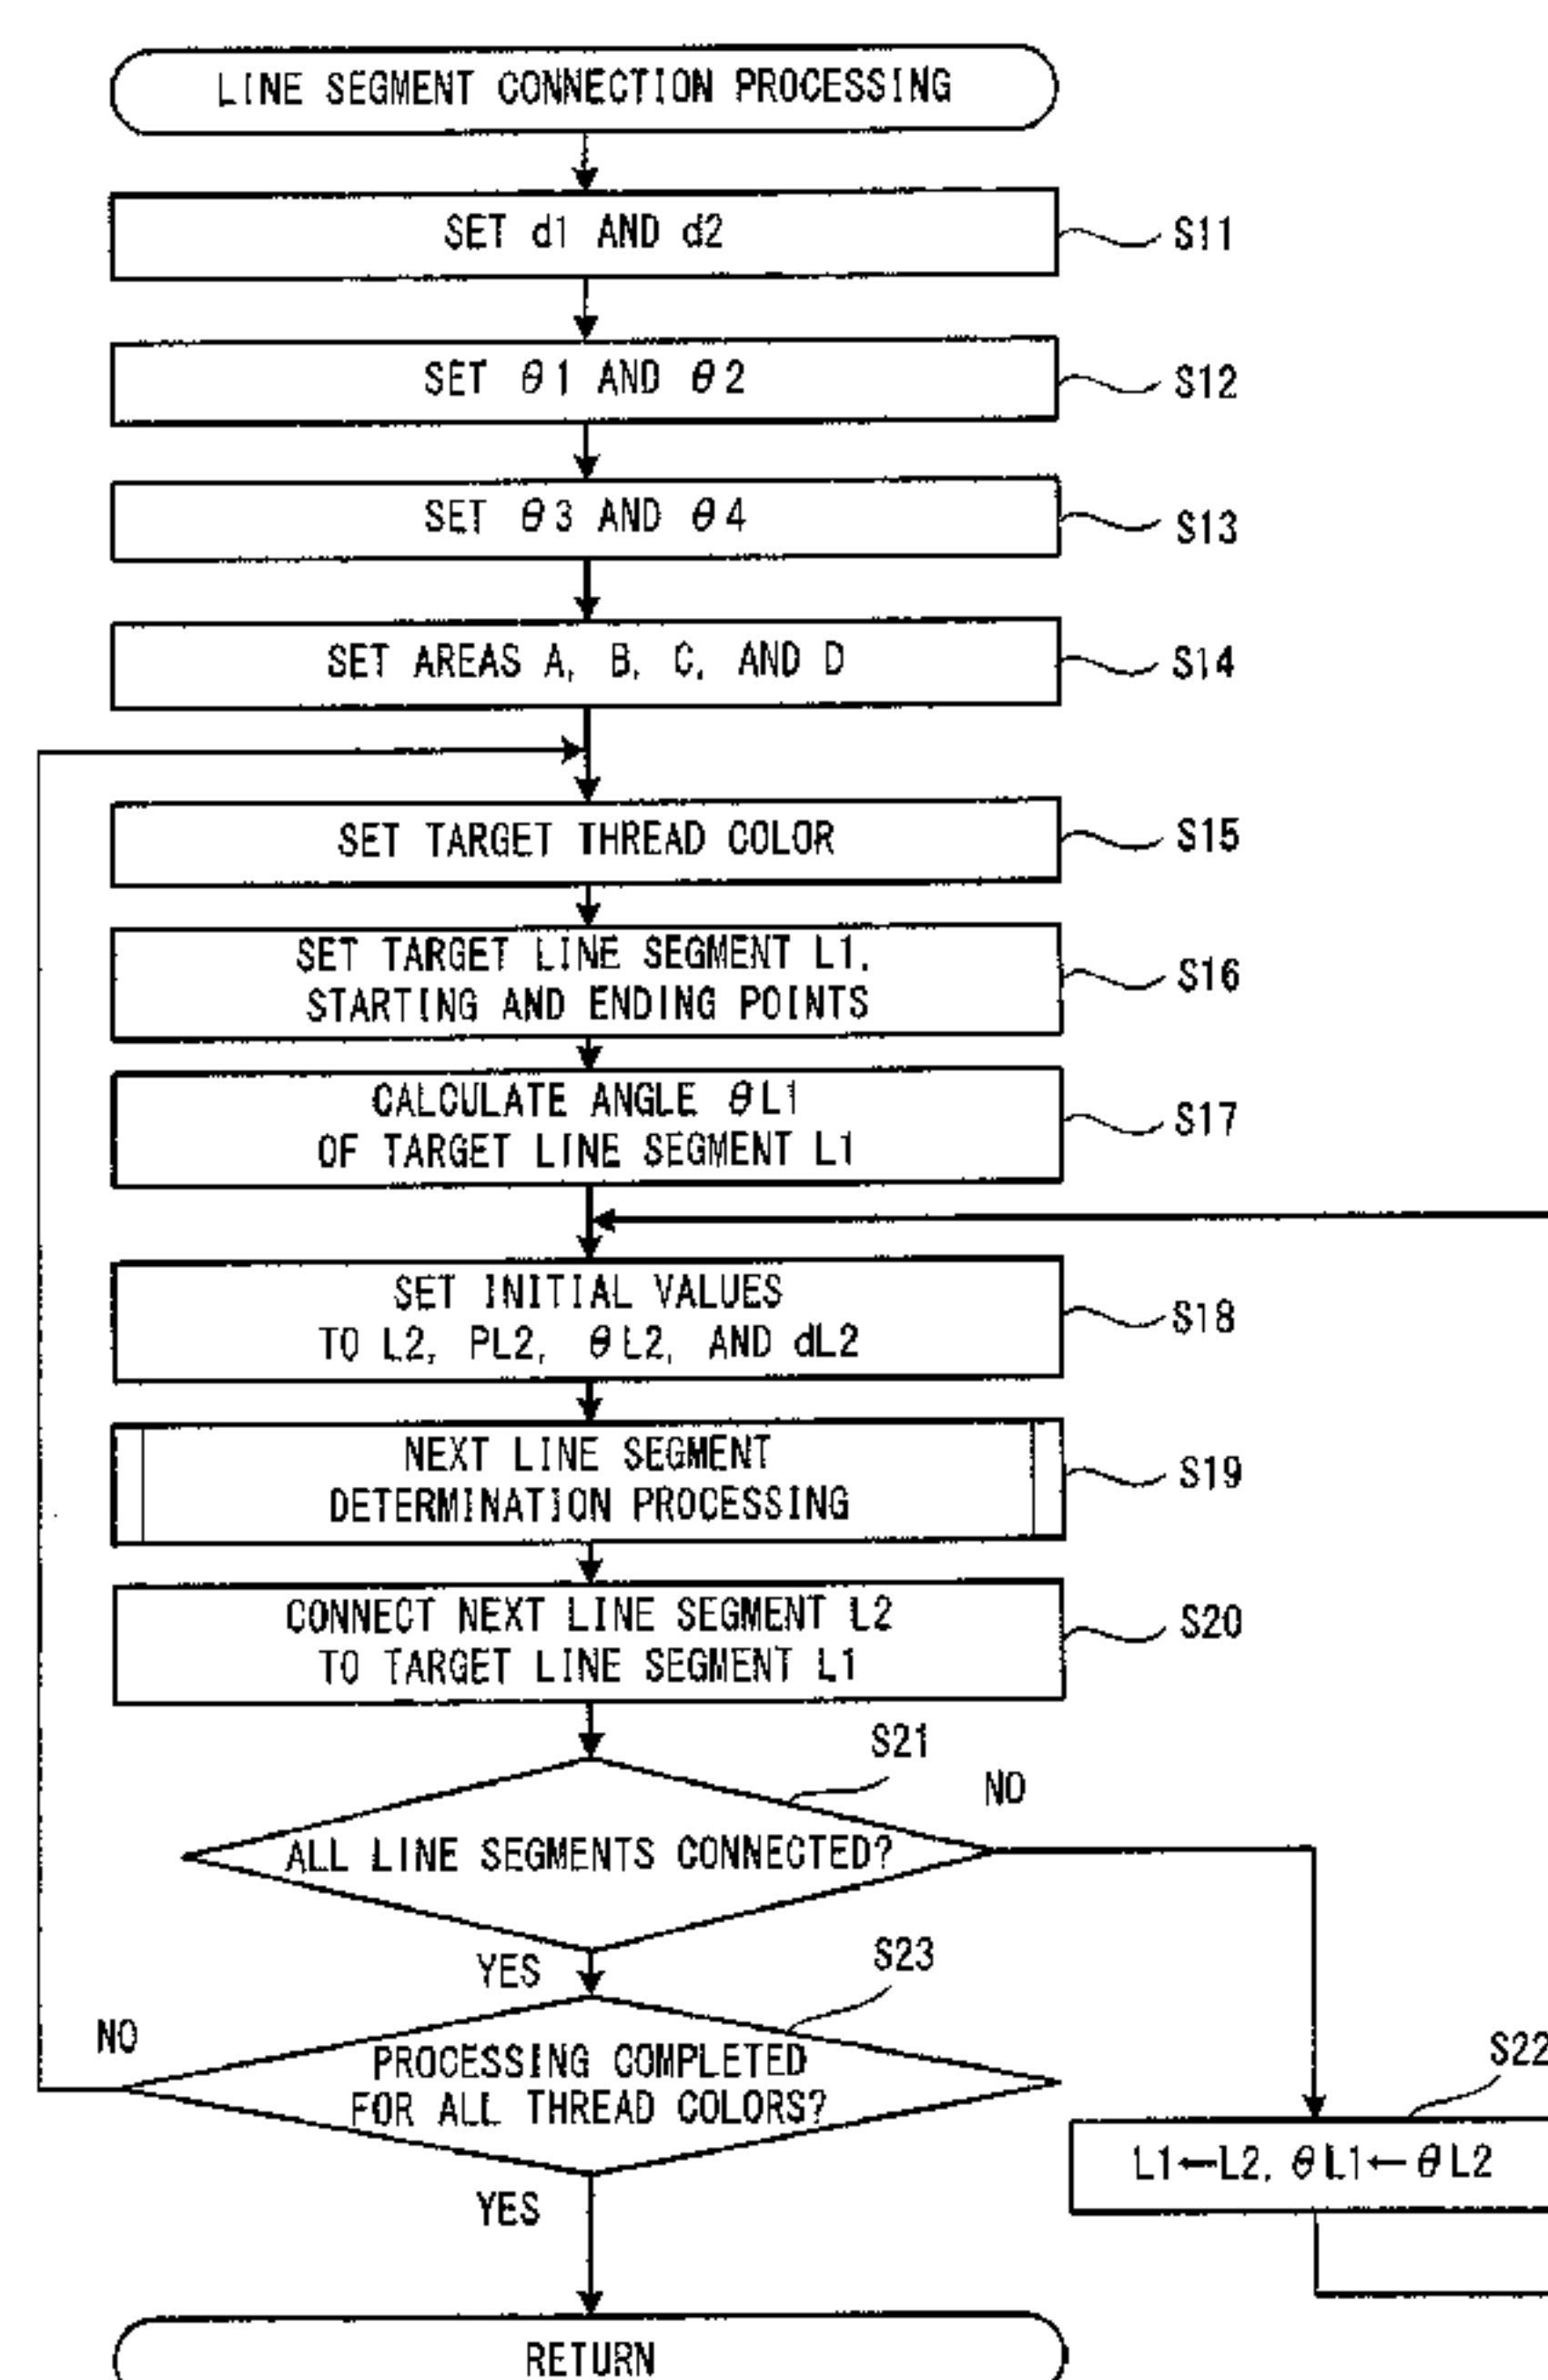 LINE SEGMENT CONNECTION PROCESSING
SET d1 AND d2
S11
SET θ1 AND θ2
S12
SET θ3 AND θ4
S13
SET AREAS A, B, C, AND D
S14
SET TARGET THREAD COLOR
S15
SET TARGET LINE SEGMENT L1,
STARTING AND ENDING POINTS
S16
CALCULATE ANGLE θL1
OF TARGET LINE SEGMENT L1
S17
SET INITIAL VALUES
TO L2, PL2, θL2, AND dL2
S18
NEXT LINE SEGMENT
DETERMINATION PROCESSING
S19
CONNECT NEXT LINE SEGMENT L2
TO TARGET LINE SEGMENT L1
S20
S21
NO
ALL LINE SEGMENTS CONNECTED?
YES
S23
NO
PROCESSING COMPLETED
FOR ALL THREAD COLORS?
S22
L1←L2, θL1←θL2
YES
RETURN